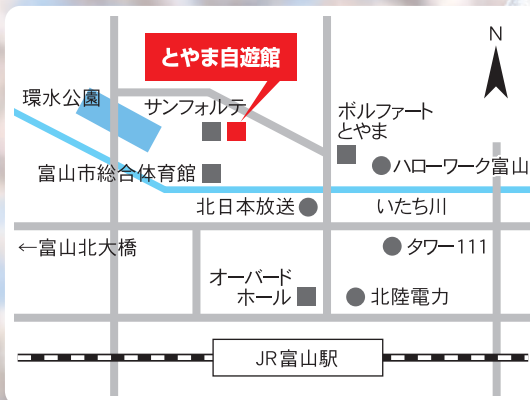 N
とやま自遊館
環水公園
サンフォルテ
ボルファート
とやま
ハローワーク富山
富山市総合体育館
北日本放送
いたち川
←富山北大橋
タワー111
オーバード
ホール
北陸電力
JR富山駅